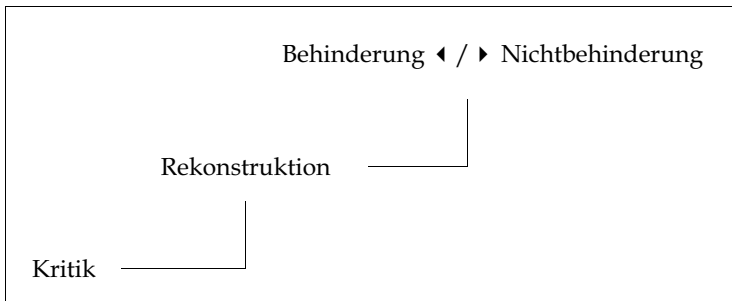 Behinderung ◂ / ▸ Nichtbehinderung
Rekonstruktion
Kritik